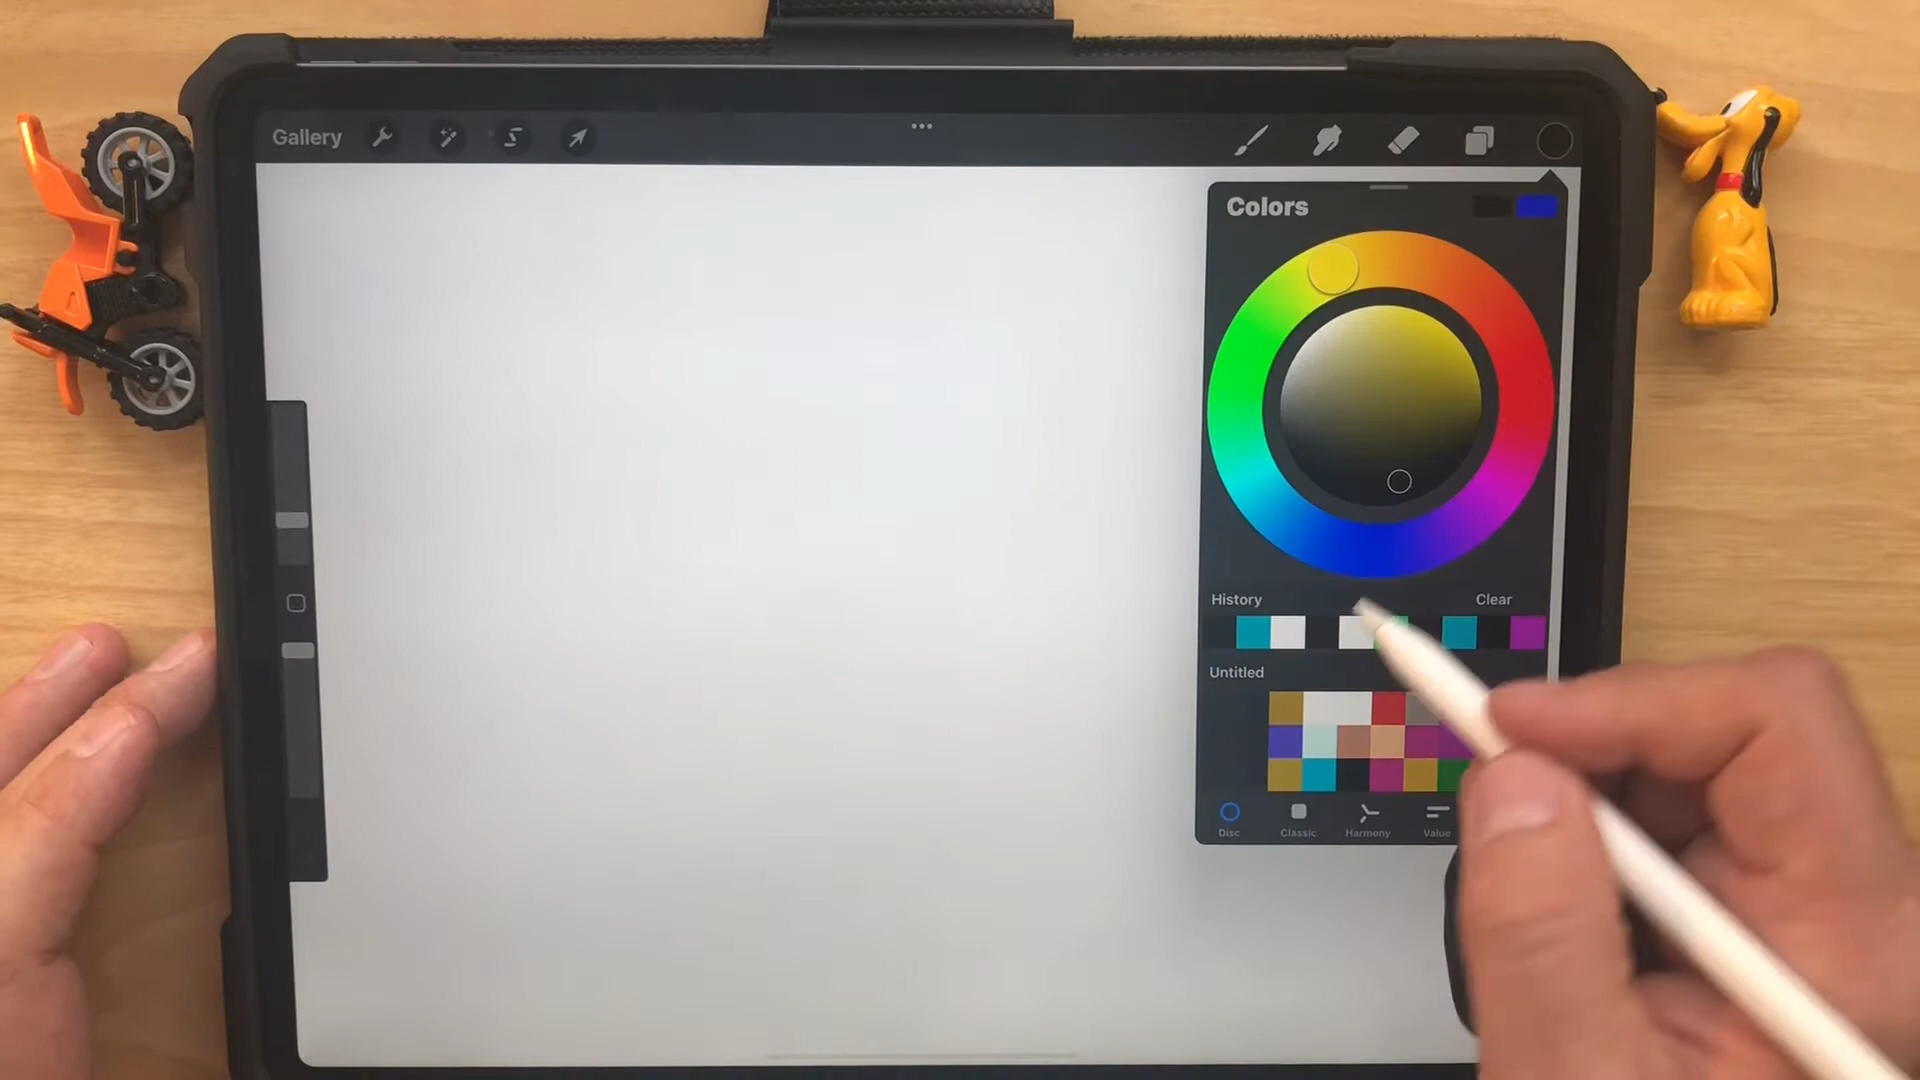 Gallery
Colors
History Clear
Untitled
Disc Classic Harmony Value